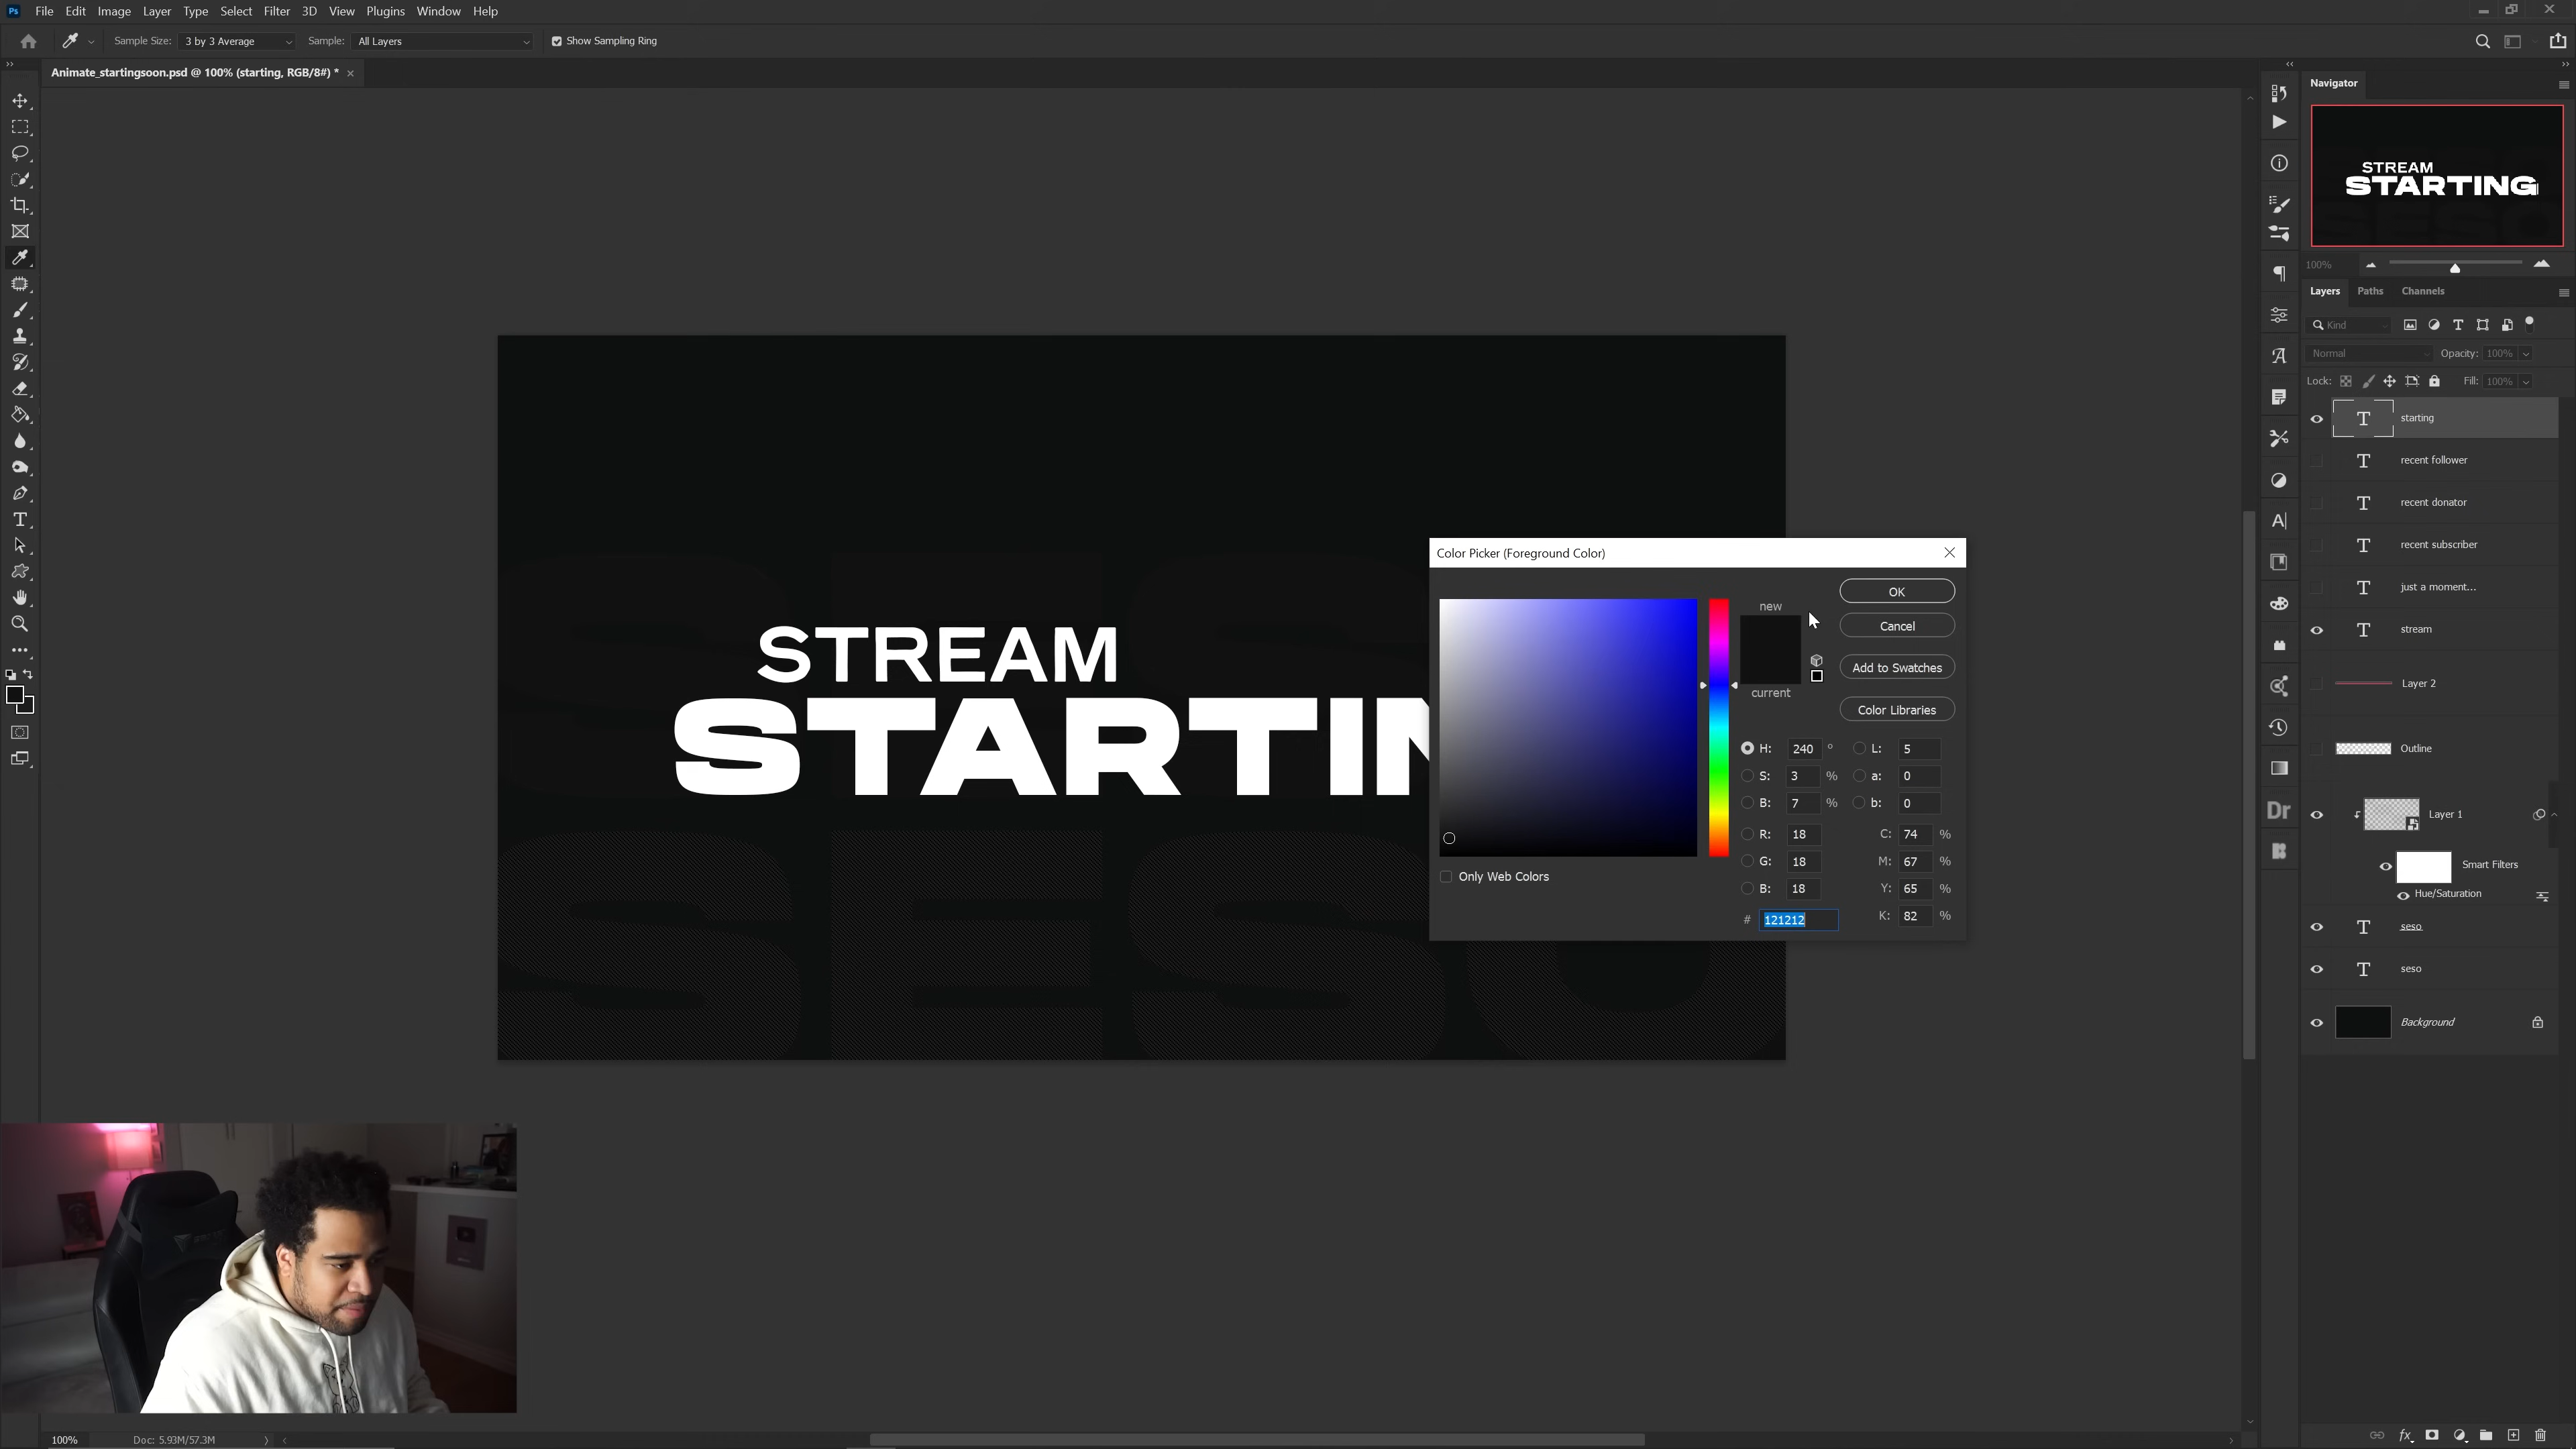 Ps File Edit Image Layer Type Select Filter 3D View Plugins Window Help
Sample Size: 3 by 3 Average Sample: All Layers Show Sampling Ring
Animate_startingsoon.psd @ 100% (starting, RGB/8#) *
Navigator
STREAM
STARTING
100%
Layers Paths Channels
Kind
Normal Opacity: 100%
Lock: Fill: 100%
starting
recent follower
recent donator
recent subscriber
just a moment...
stream
Layer 2
Outline
Layer 1
Smart Filters
Hue/Saturation
seso
seso
Background
STREAM
STARTIN
SESO
Color Picker (Foreground Color)
new
current
OK
Cancel
Add to Swatches
Color Libraries
H: 240 ° L: 5
S: 3 % a: 0
B: 7 % b: 0
R: 18 C: 74 %
G: 18 M: 67 %
B: 18 Y: 65 %
# 121212 K: 82 %
Only Web Colors
Dr
100% Doc: 5.93M/57.3M